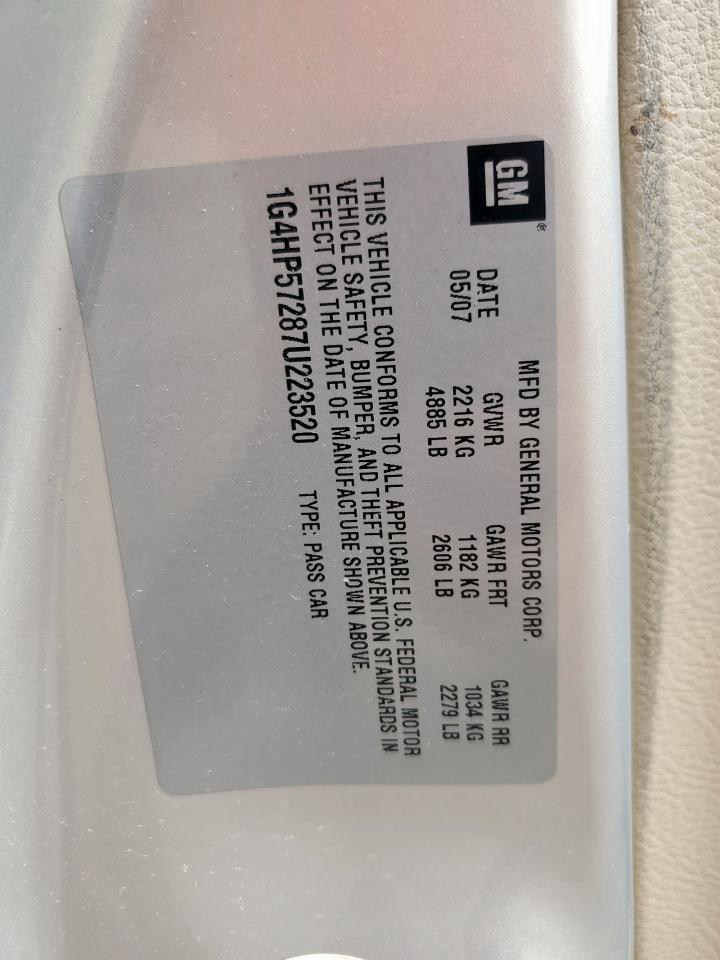 GM®
MFD BY GENERAL MOTORS CORP.
DATE GVWR GAWR FRT GAWR RR
05/07 2216 KG 1182 KG 1034 KG
4885 LB 2606 LB 2279 LB
THIS VEHICLE CONFORMS TO ALL APPLICABLE U.S. FEDERAL MOTOR
VEHICLE SAFETY, BUMPER, AND THEFT PREVENTION STANDARDS IN
EFFECT ON THE DATE OF MANUFACTURE SHOWN ABOVE.
1G4HP57287U223520 TYPE: PASS CAR